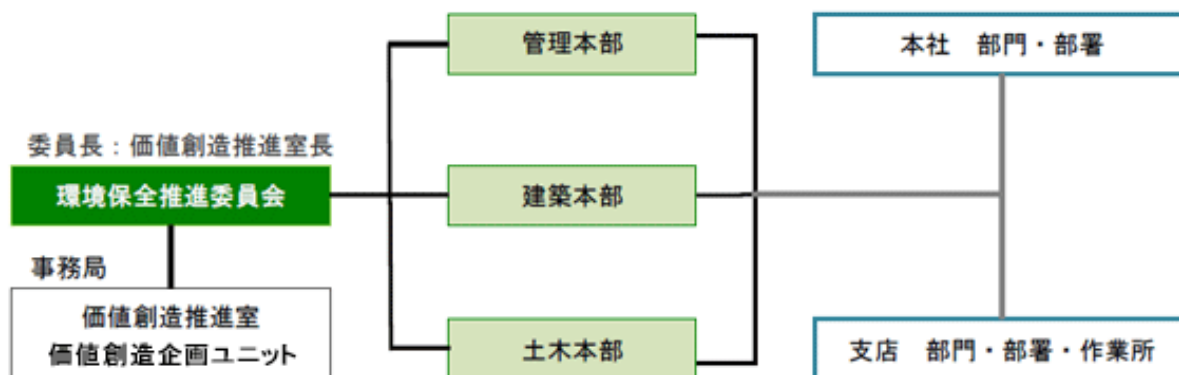 管理本部
本社 部門・部署
委員長：価値創造推進室長
環境保全推進委員会
建築本部
事務局
価値創造推進室
価値創造企画ユニット
土木本部
支店 部門・部署・作業所